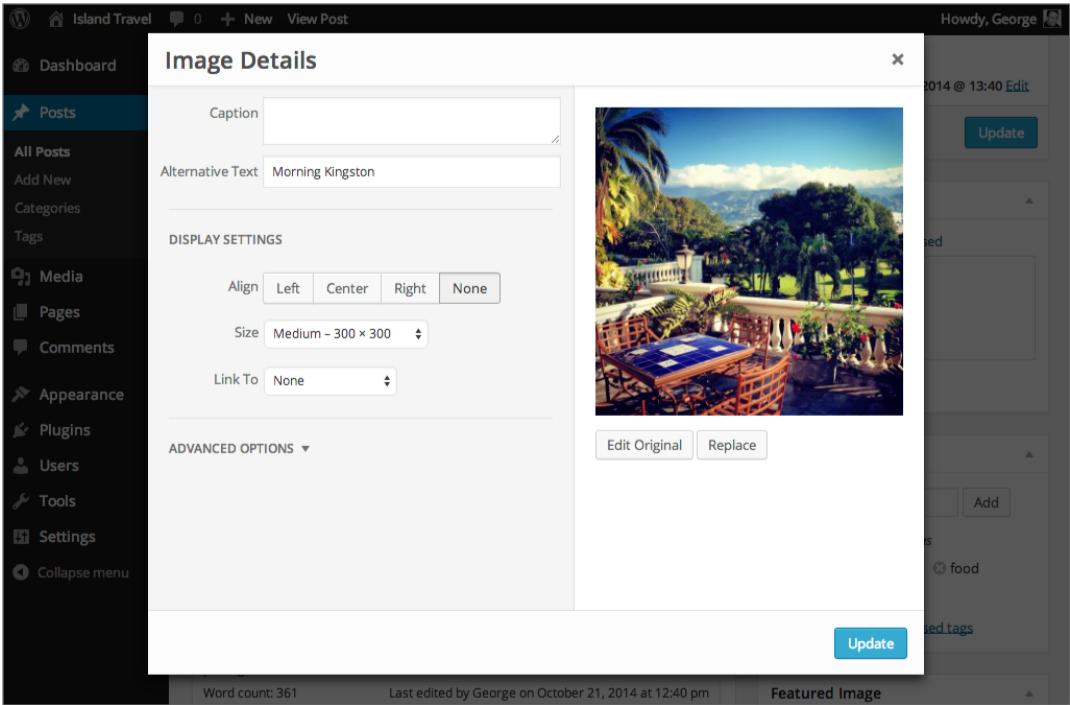 Island Travel 0 + New View Post Howdy, George
Dashboard
Posts
All Posts
Add New
Categories
Tags
Media
Pages
Comments
Appearance
Plugins
Users
Tools
Settings
Collapse menu
Image Details ×
Caption
Alternative Text Morning Kingston
DISPLAY SETTINGS
Align Left Center Right None
Size Medium – 300 × 300
Link To None
ADVANCED OPTIONS
Edit Original Replace
Update
2014 @ 13:40 Edit
Update
Add
food
tags
Word count: 361 Last edited by George on October 21, 2014 at 12:40 pm
Featured Image